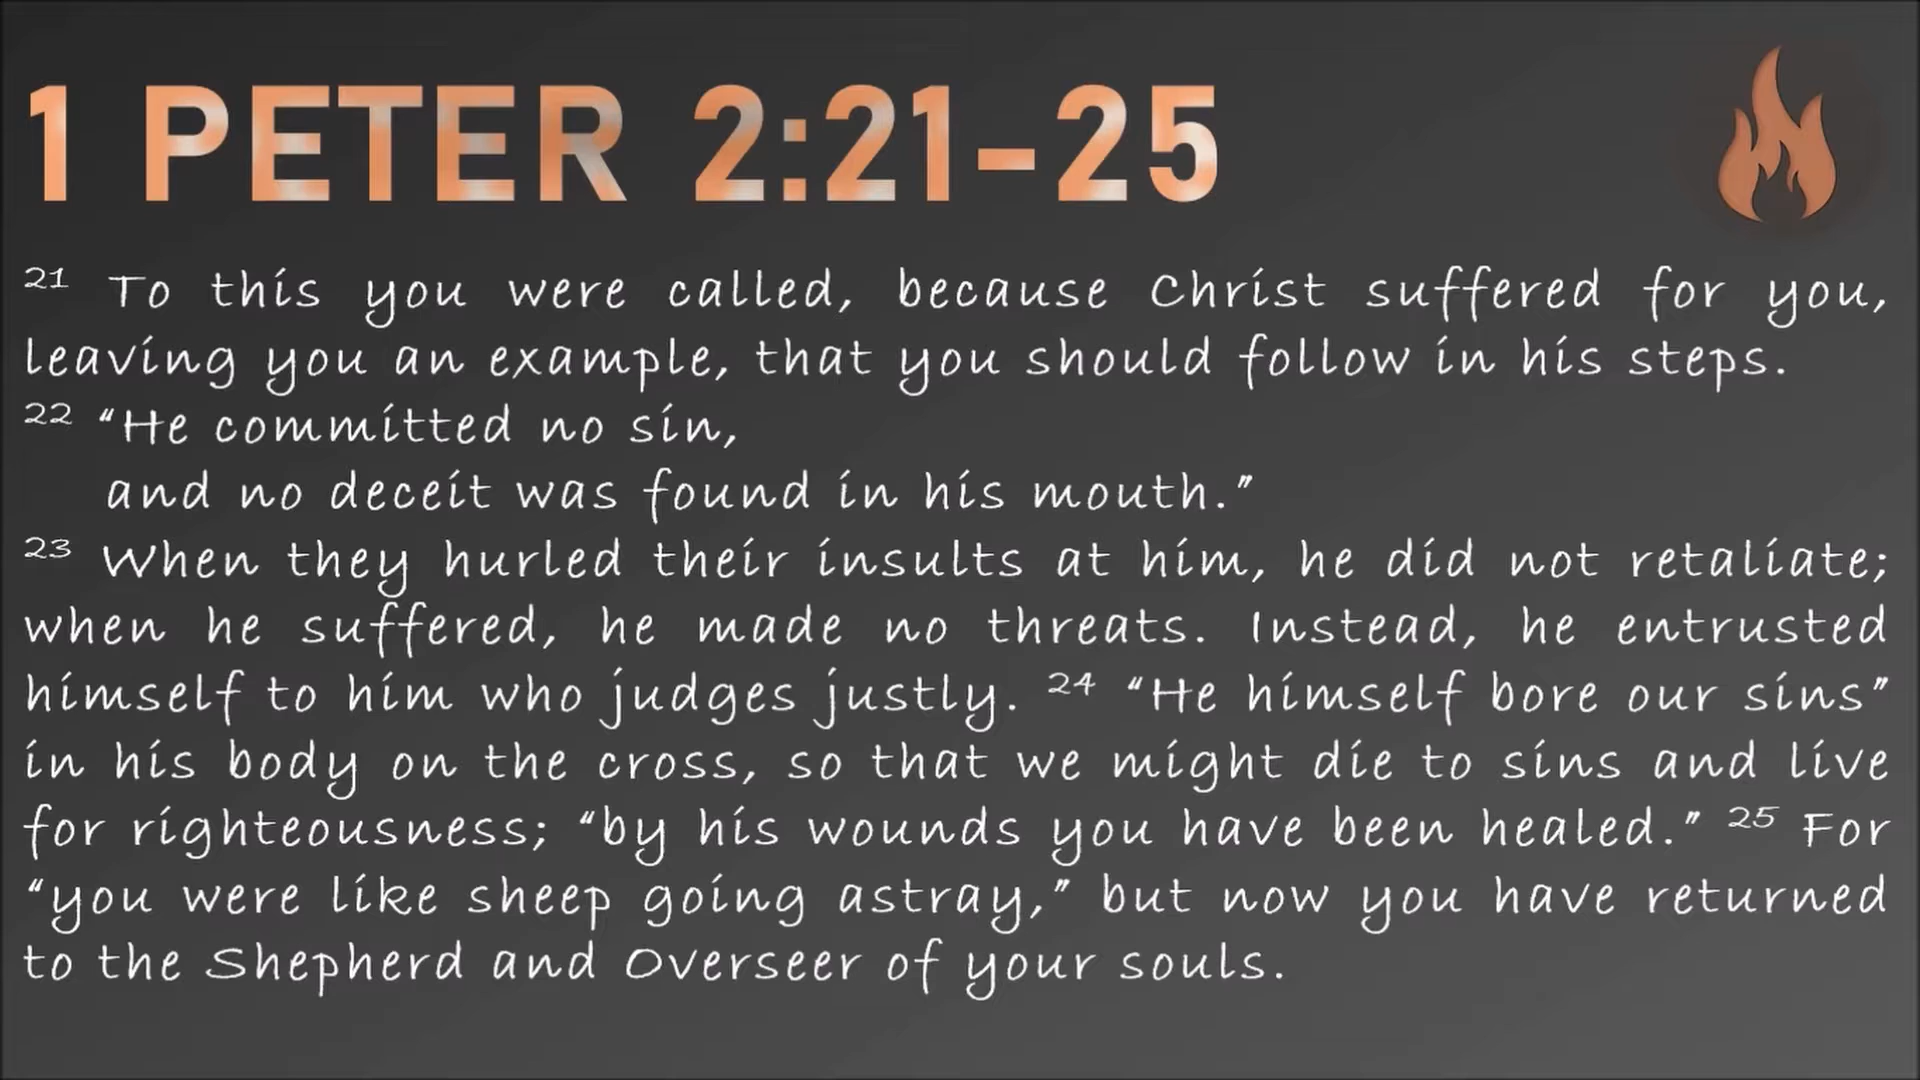 1 PETER 2:21-25
21 To this you were called, because Christ suffered for you,
leaving you an example, that you should follow in his steps.
22 “He committed no sin,
and no deceit was found in his mouth.”
23 When they hurled their insults at him, he did not retaliate;
when he suffered, he made no threats. Instead, he entrusted
himself to him who judges justly. 24 “He himself bore our sins”
in his body on the cross, so that we might die to sins and live
for righteousness; “by his wounds you have been healed.” 25 For
“you were like sheep going astray,” but now you have returned
to the Shepherd and Overseer of your souls.